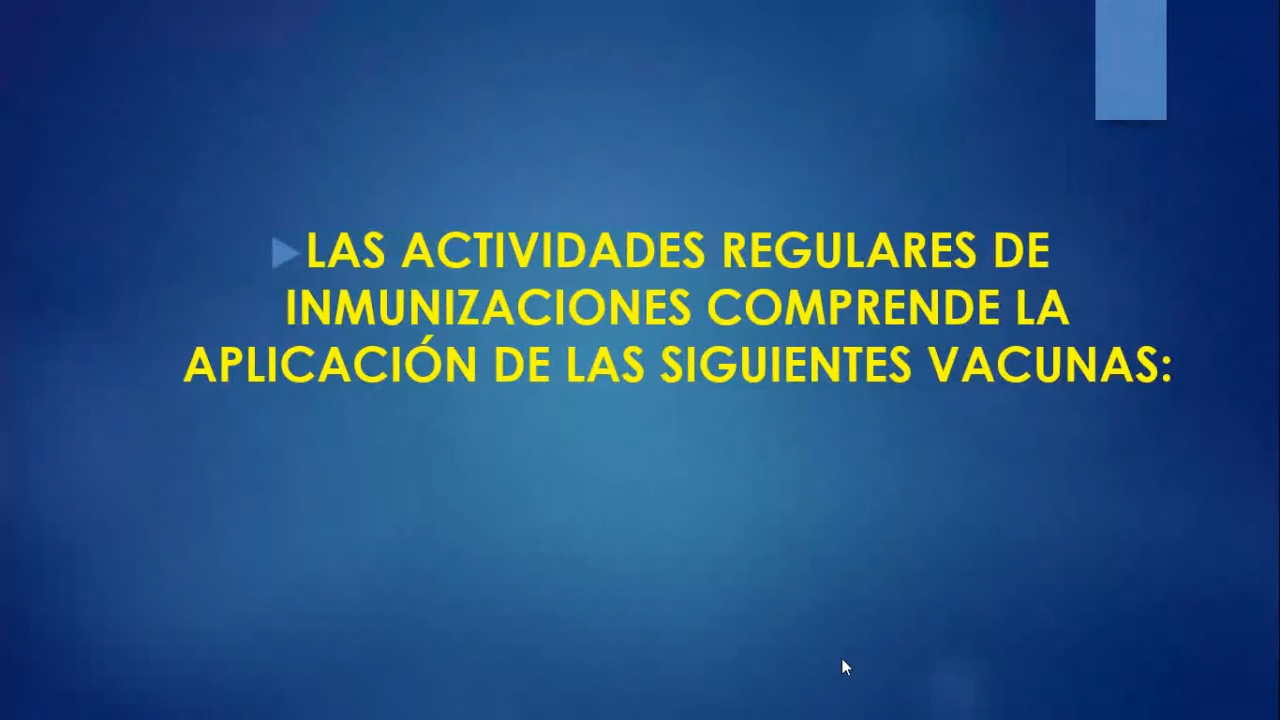 LAS ACTIVIDADES REGULARES DE
INMUNIZACIONES COMPRENDE LA
APLICACIÓN DE LAS SIGUIENTES VACUNAS: